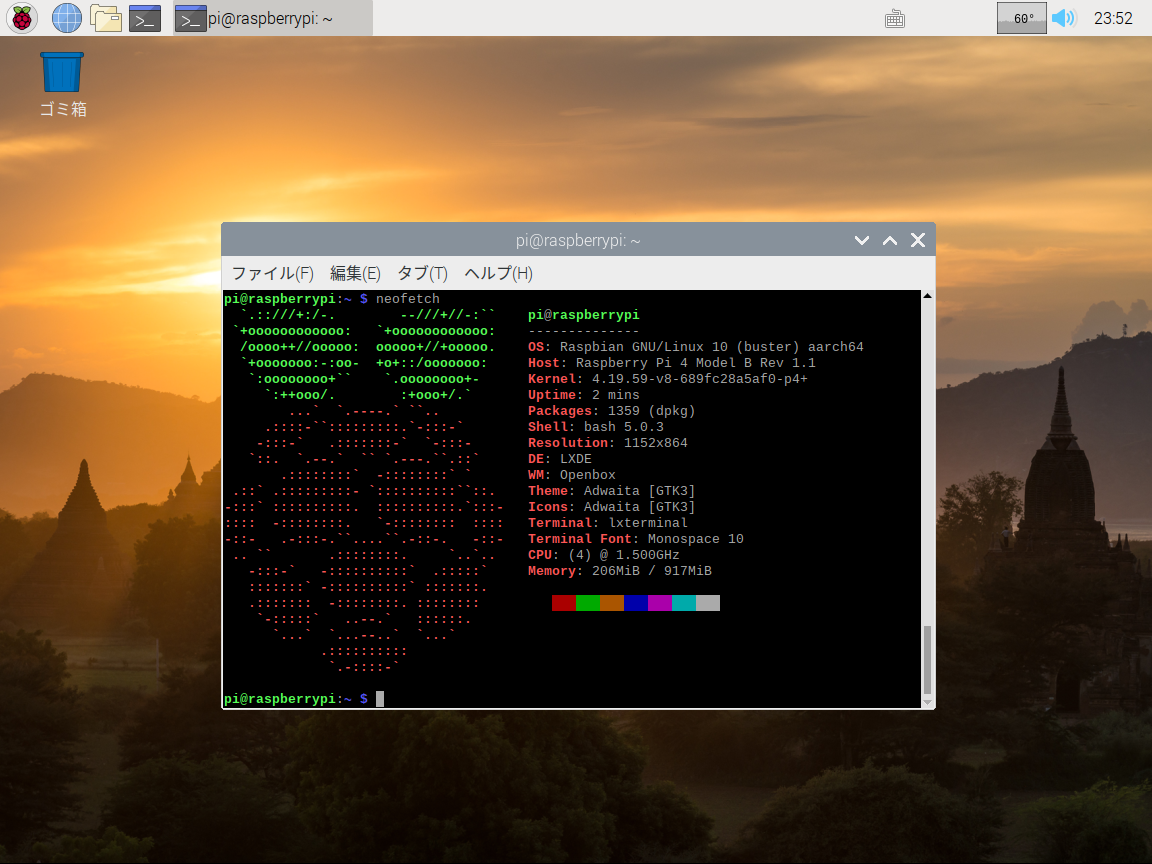 pi@raspberrypi: ~
60°
23:52
ゴミ箱
pi@raspberrypi: ~
ファイル(F) 編集(E) タブ(T) ヘルプ(H)
pi@raspberrypi:~ $ neofetch
pi@raspberrypi
--------------
OS: Raspbian GNU/Linux 10 (buster) aarch64
Host: Raspberry Pi 4 Model B Rev 1.1
Kernel: 4.19.59-v8-689fc28a5af0-p4+
Uptime: 2 mins
Packages: 1359 (dpkg)
Shell: bash 5.0.3
Resolution: 1152x864
DE: LXDE
WM: Openbox
Theme: Adwaita [GTK3]
Icons: Adwaita [GTK3]
Terminal: lxterminal
Terminal Font: Monospace 10
CPU: (4) @ 1.500GHz
Memory: 206MiB / 917MiB
pi@raspberrypi:~ $